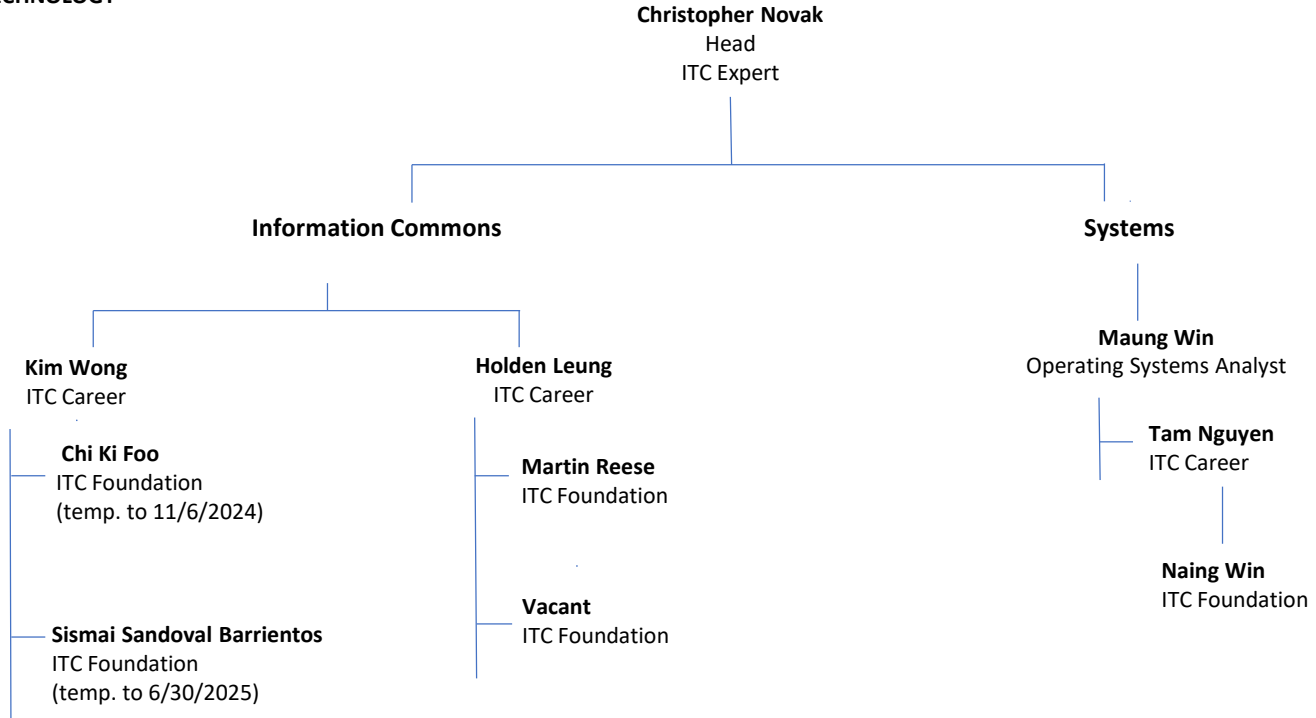 Christopher Novak
Head
ITC Expert
Information Commons
Systems
Kim Wong
ITC Career
Chi Ki Foo
ITC Foundation
(temp. to 11/6/2024)
Sismai Sandoval Barrientos
ITC Foundation
(temp. to 6/30/2025)
Holden Leung
ITC Career
Martin Reese
ITC Foundation
Vacant
ITC Foundation
Maung Win
Operating Systems Analyst
Tam Nguyen
ITC Career
Naing Win
ITC Foundation